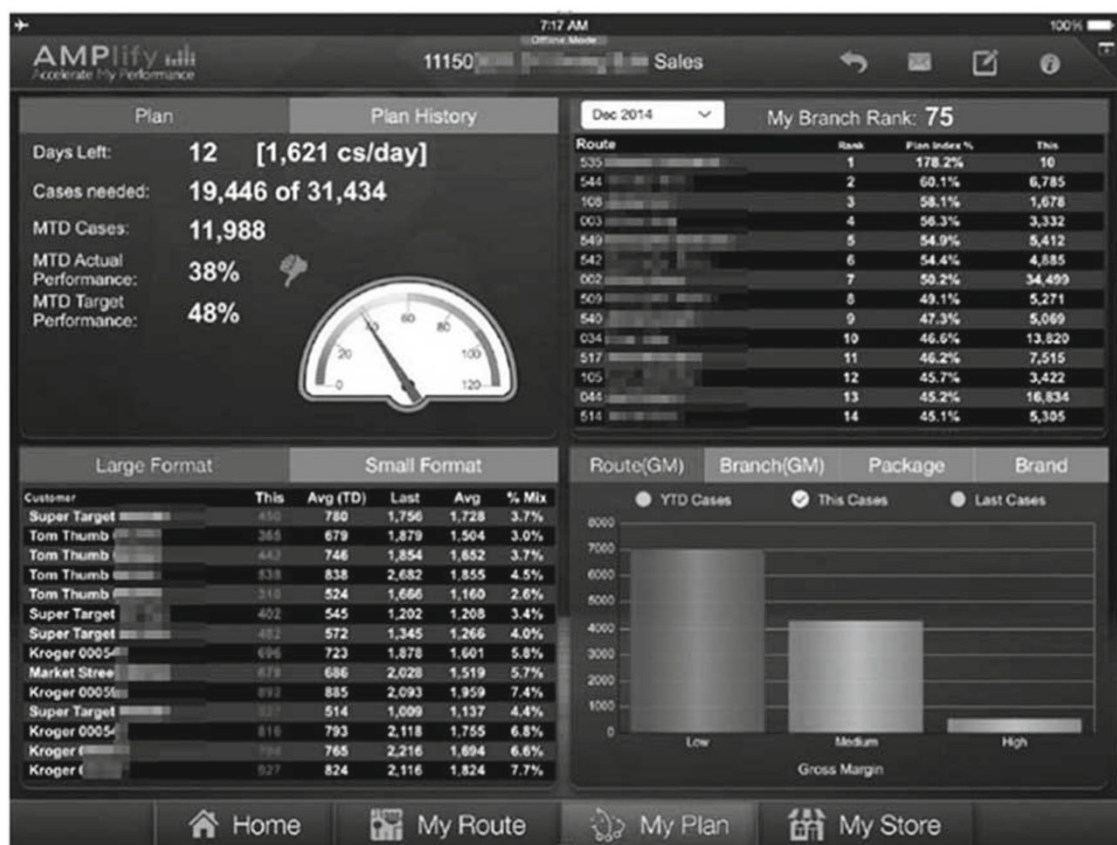 7:17 AM
100%
Offline Mode
AMPlify
Accelerate My Performance
11150 Sales
Plan
Plan History
Days Left: 12 [1,621 cs/day]
Cases needed: 19,446 of 31,434
MTD Cases: 11,988
MTD Actual
Performance: 38%
MTD Target
Performance: 48%
0 20 40 60 80 100 120
Dec 2014 My Branch Rank: 75
Route Rank Plan Index % This
535 1 178.2% 10
544 2 60.1% 6,785
108 3 58.1% 1,678
003 4 56.3% 3,332
549 5 54.9% 5,412
542 6 54.4% 4,885
002 7 50.2% 34,499
509 8 49.1% 5,271
540 9 47.3% 5,069
034 10 46.6% 13,820
517 11 46.2% 7,515
105 12 45.7% 3,422
044 13 45.2% 16,834
514 14 45.1% 5,305
Large Format
Small Format
Customer This Avg (TD) Last Avg % Mix
Super Target 450 780 1,756 1,728 3.7%
Tom Thumb 365 679 1,879 1,504 3.0%
Tom Thumb 447 746 1,854 1,652 3.7%
Tom Thumb 538 838 2,682 1,855 4.5%
Tom Thumb 524 1,666 1,160 2.6%
Super Target 402 545 1,202 1,208 3.4%
Super Target 482 572 1,345 1,266 4.0%
Kroger 00054 696 723 1,878 1,601 5.8%
Market Stree 679 686 2,028 1,519 5.7%
Kroger 00059 892 885 2,093 1,959 7.4%
Super Target 514 1,009 1,137 4.4%
Kroger 00054 816 793 2,118 1,755 6.8%
Kroger 765 2,216 1,694 6.6%
Kroger 927 824 2,116 1,824 7.7%
Route(GM) Branch(GM) Package Brand
YTD Cases This Cases Last Cases
8000
7000
6000
5000
4000
3000
2000
1000
0
Low Medium High
Gross Margin
Home My Route My Plan My Store